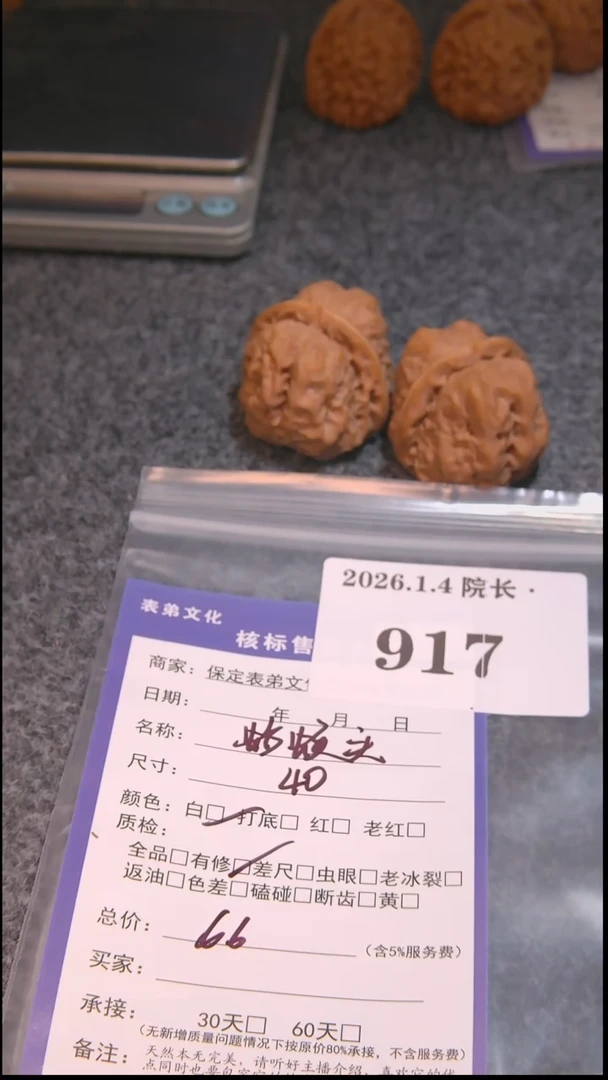 2026.1.4 院长·
917
表弟文化
核标售
商家：保定表弟文
日期：　　年　　月　　日
名称：
尺寸：40
颜色：白□ 打底□ 红□ 老红□
质检：
全品□有修□差尺□虫眼□老冰裂□
返油□色差□磕碰□断齿□黄□
总价：66（含5%服务费）
买家：
承接：30天□ 60天□
（无新增质量问题情况下按原价80%承接，不含服务费）
备注：天然本无完美，请听好主播介绍，喜欢它的优